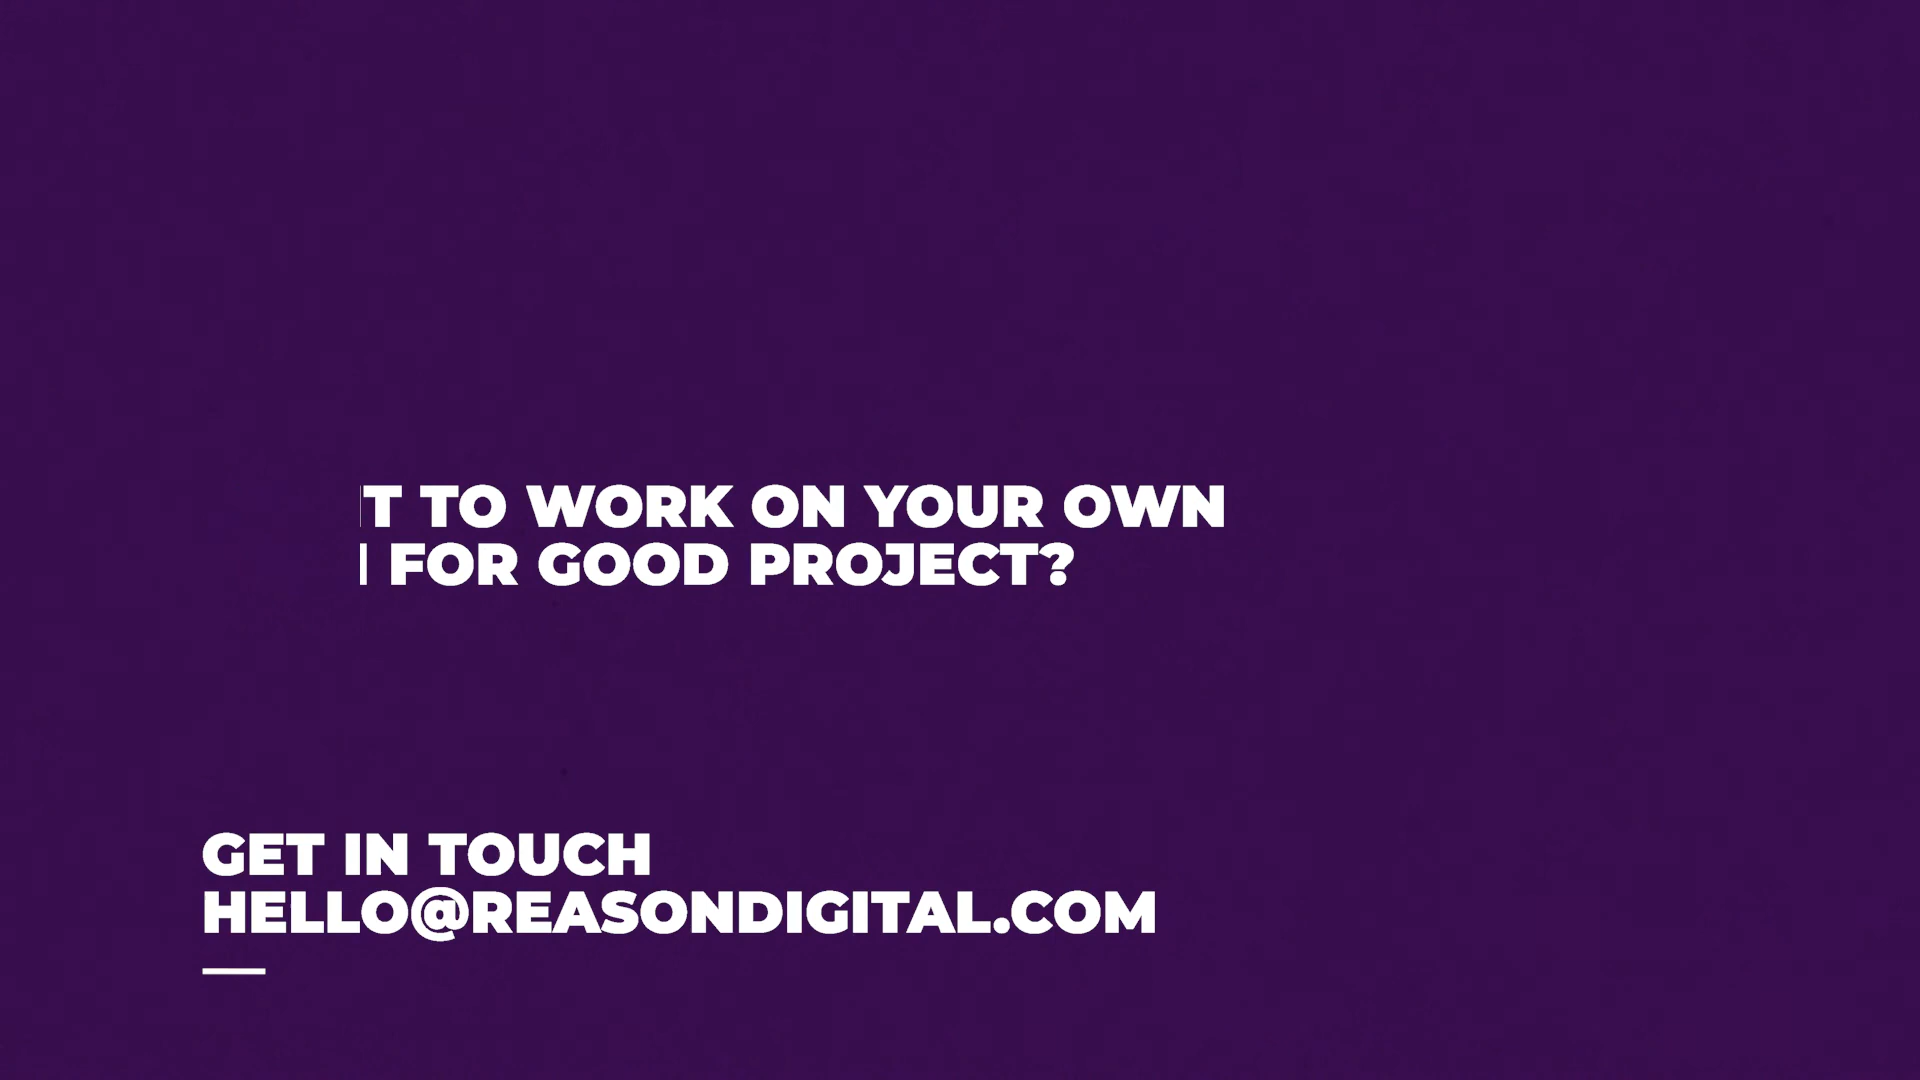 T TO WORK ON YOUR OWN
FOR GOOD PROJECT?
GET IN TOUCH
HELLO@REASONDIGITAL.COM